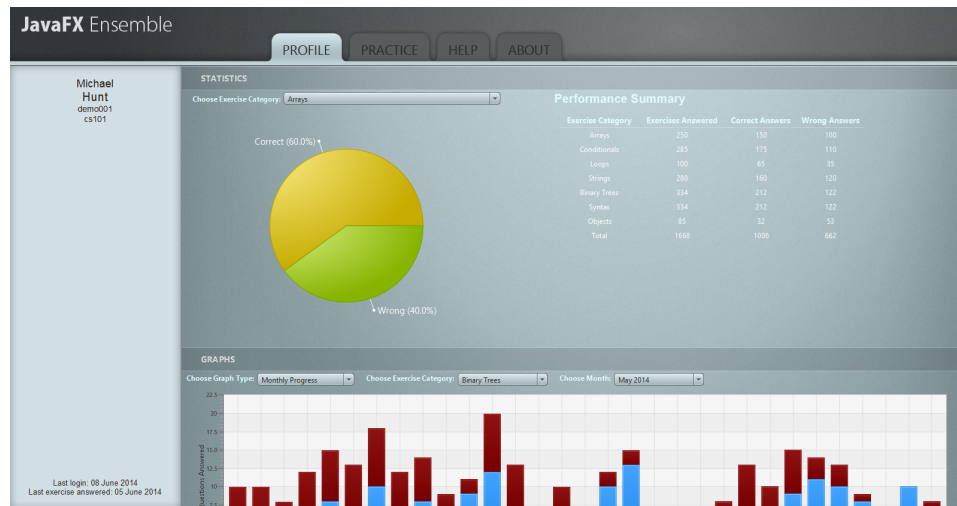 JavaFX Ensemble
PROFILE PRACTICE HELP ABOUT
Michael
Hunt
demo001
cs101
Last login: 08 June 2014
Last exercise answered: 05 June 2014
STATISTICS
Choose Exercise Category: Arrays
Correct (60.0%)
Wrong (40.0%)
Performance Summary
Exercise Category Exercises Answered Correct Answers Wrong Answers
Arrays 250 150 100
Conditionals 285 175 110
Loops 100 65 35
Strings 280 160 120
Binary Trees 334 212 122
Syntax 334 212 122
Objects 85 32 53
Total 1668 1006 662
GRAPHS
Choose Graph Type: Monthly Progress Choose Exercise Category: Binary Trees Choose Month: May 2014
22.5
20
17.5
15.0
12.5
10
7.5
Questions Answered